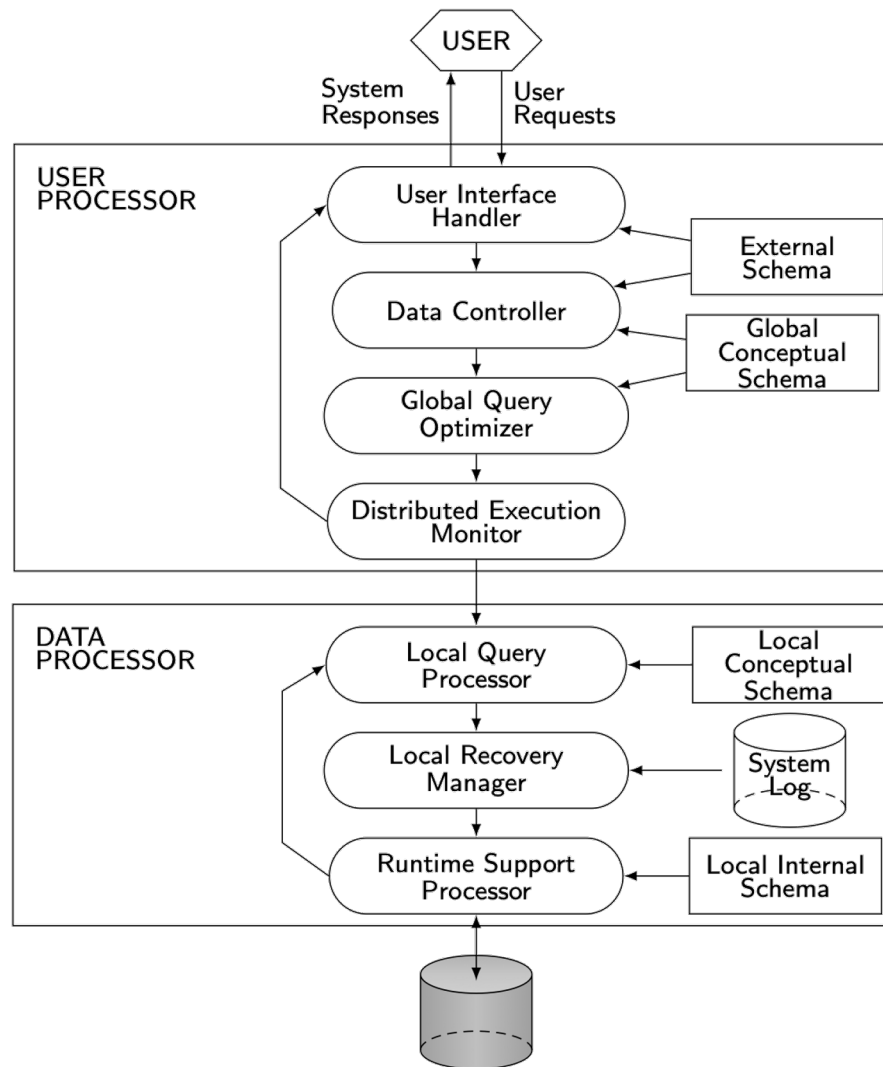 USER
System
Responses
User
Requests
USER
PROCESSOR
User Interface
Handler
External
Schema
Data Controller
Global
Conceptual
Schema
Global Query
Optimizer
Distributed Execution
Monitor
DATA
PROCESSOR
Local Query
Processor
Local
Conceptual
Schema
Local Recovery
Manager
System
Log
Runtime Support
Processor
Local Internal
Schema